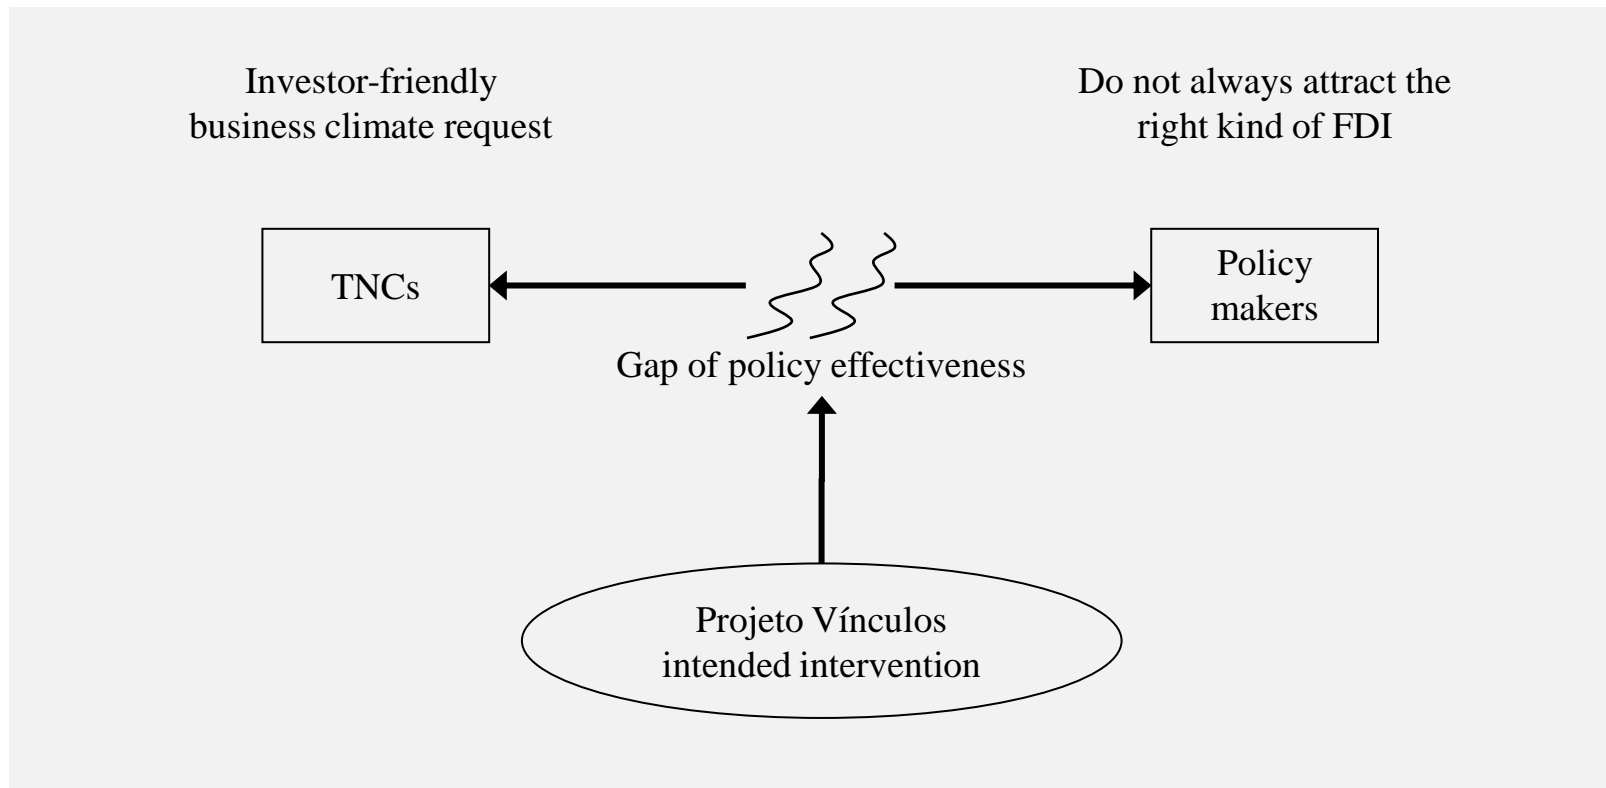 Investor-friendly
business climate request
Do not always attract the
right kind of FDI
TNCs
Policy
makers
Gap of policy effectiveness
Projeto Vínculos
intended intervention